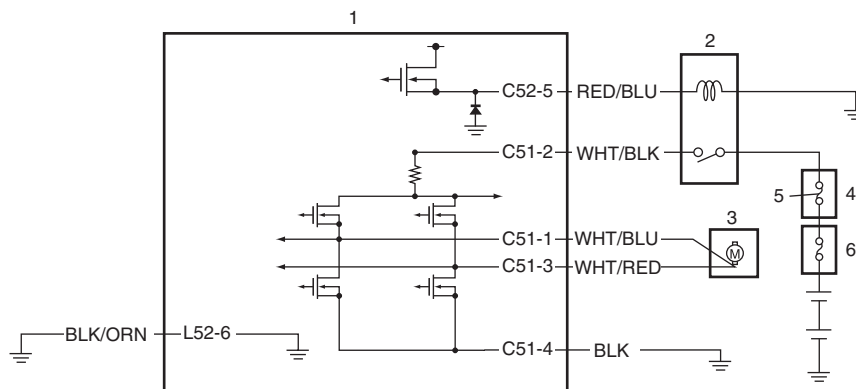 1
2
C52-5 RED/BLU
C51-2 WHT/BLK
5 4
3
C51-1 WHT/BLU
M
6
C51-3 WHT/RED
BLK/ORN L52-6
C51-4 BLK